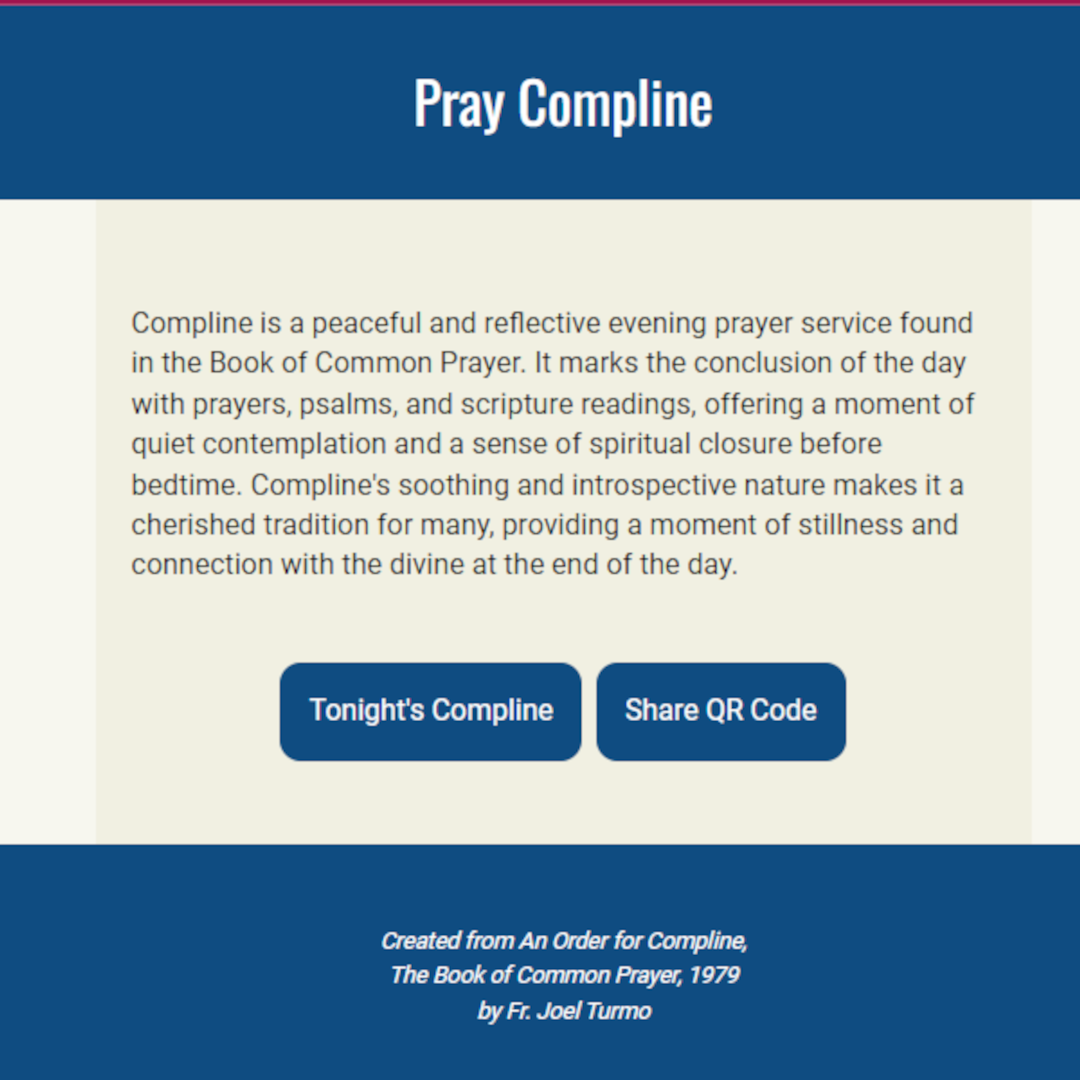 Pray Compline
Compline is a peaceful and reflective evening prayer service found
in the Book of Common Prayer. It marks the conclusion of the day
with prayers, psalms, and scripture readings, offering a moment of
quiet contemplation and a sense of spiritual closure before
bedtime. Compline's soothing and introspective nature makes it a
cherished tradition for many, providing a moment of stillness and
connection with the divine at the end of the day.
Tonight's Compline
Share QR Code
Created from An Order for Compline,
The Book of Common Prayer, 1979
by Fr. Joel Turmo